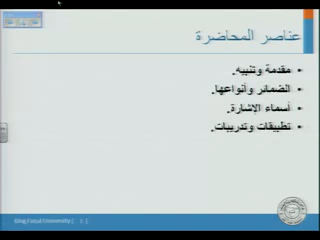 عناصر المحاضرة
• مقدمة وتنبيه.
• الضمائر وأنواعها.
• أسماء الإشارة.
• تطبيقات وتدريبات.
King Faisal University |